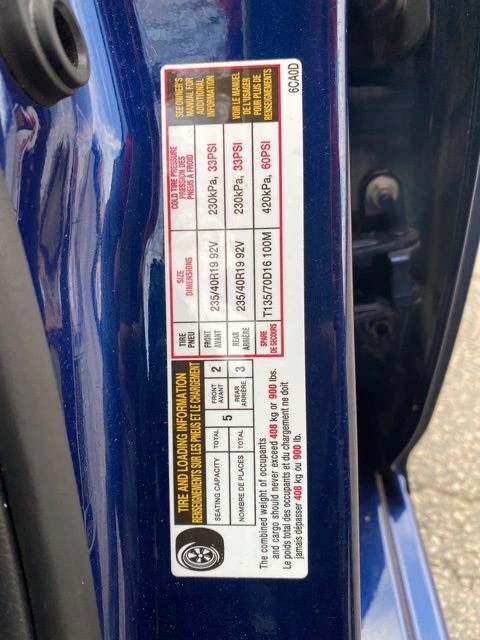 TIRE AND LOADING INFORMATION
RENSEIGNEMENTS SUR LES PNEUS ET LE CHARGEMENT
SEATING CAPACITY TOTAL 5 FRONT AVANT 2 REAR ARRIÈRE 3
NOMBRE DE PLACES TOTAL
The combined weight of occupants
and cargo should never exceed 408 kg or 900 lbs.
Le poids total des occupants et du chargement ne doit
jamais dépasser 408 kg ou 900 lb.
TIRE PNEU SIZE DIMENSIONS COLD TIRE PRESSURE PRESSION DES PNEUS À FROID
FRONT AVANT 235/40R19 92V 230kPa, 33PSI
REAR ARRIÈRE 235/40R19 92V 230kPa, 33PSI
SPARE DE SECOURS T135/70D16 100M 420kPa, 60PSI
SEE OWNER'S
MANUAL FOR
ADDITIONAL
INFORMATION
VOIR LE MANUEL
DE L'USAGER
POUR PLUS DE
RENSEIGNEMENTS
6CA0D